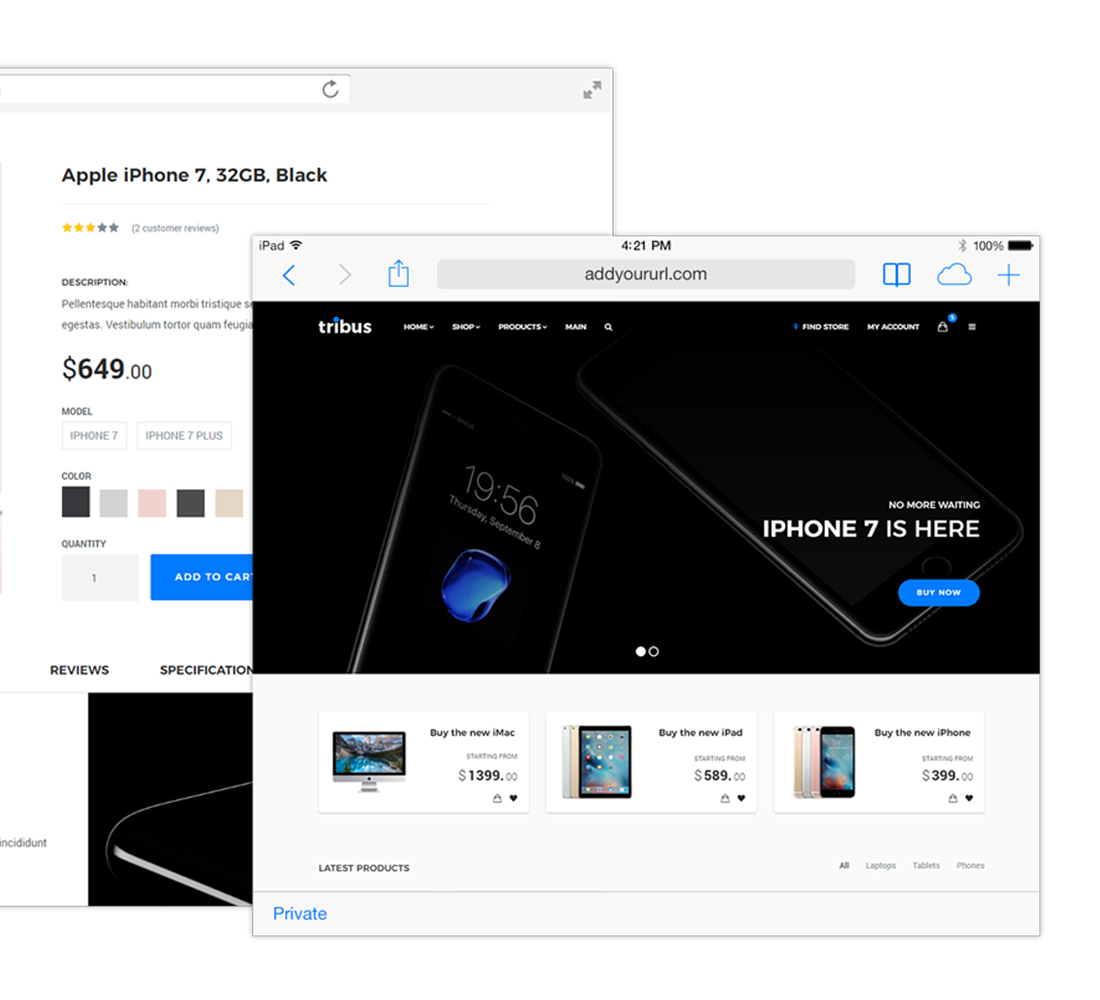 Apple iPhone 7, 32GB, Black
(2 customer reviews)
DESCRIPTION:
Pellentesque habitant morbi tristique
egestas. Vestibulum tortor quam
$649.00
MODEL
IPHONE 7 IPHONE 7 PLUS
COLOR
QUANTITY
1 ADD TO CART
REVIEWS SPECIFICATION
incididunt
iPad 4:21 PM 100%
addyoururl.com
tribus HOME SHOP PRODUCTS MAIN FIND STORE MY ACCOUNT
19:56
Thursday, September 8
100%
NO MORE WAITING
IPHONE 7 IS HERE
BUY NOW
Buy the new iMac
STARTING FROM
$1399.00
Buy the new iPad
STARTING FROM
$589.00
Buy the new iPhone
STARTING FROM
$399.00
LATEST PRODUCTS All Laptops Tablets Phones
Private